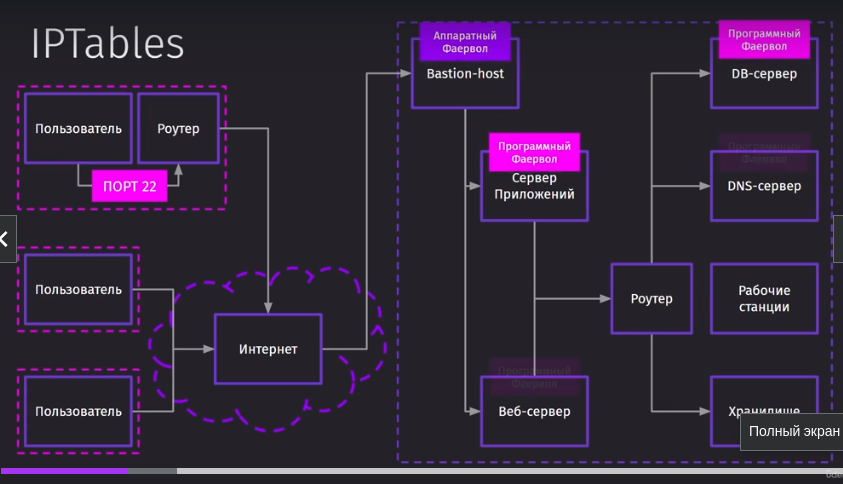 IPTables
Аппаратный
Фаервол
Bastion-host
Программный
Фаервол
DB-сервер
Пользователь
Роутер
ПОРТ 22
Программный
Фаервол
Сервер
Приложений
Программный
Фаервол
DNS-сервер
Пользователь
Интернет
Роутер
Рабочие
станции
Пользователь
Программный
Фаервол
Веб-сервер
Хранилище
Полный экран